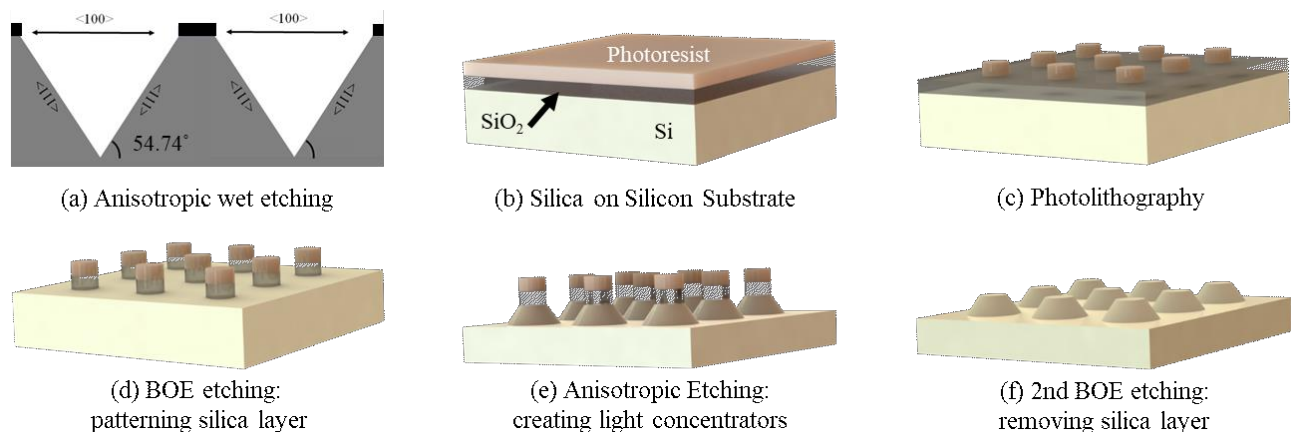 <100>
<100>
<111>
<111>
<111>
<111>
54.74°
(a) Anisotropic wet etching
Photoresist
SiO₂
Si
(b) Silica on Silicon Substrate
(c) Photolithography
(d) BOE etching:
patterning silica layer
(e) Anisotropic Etching:
creating light concentrators
(f) 2nd BOE etching:
removing silica layer